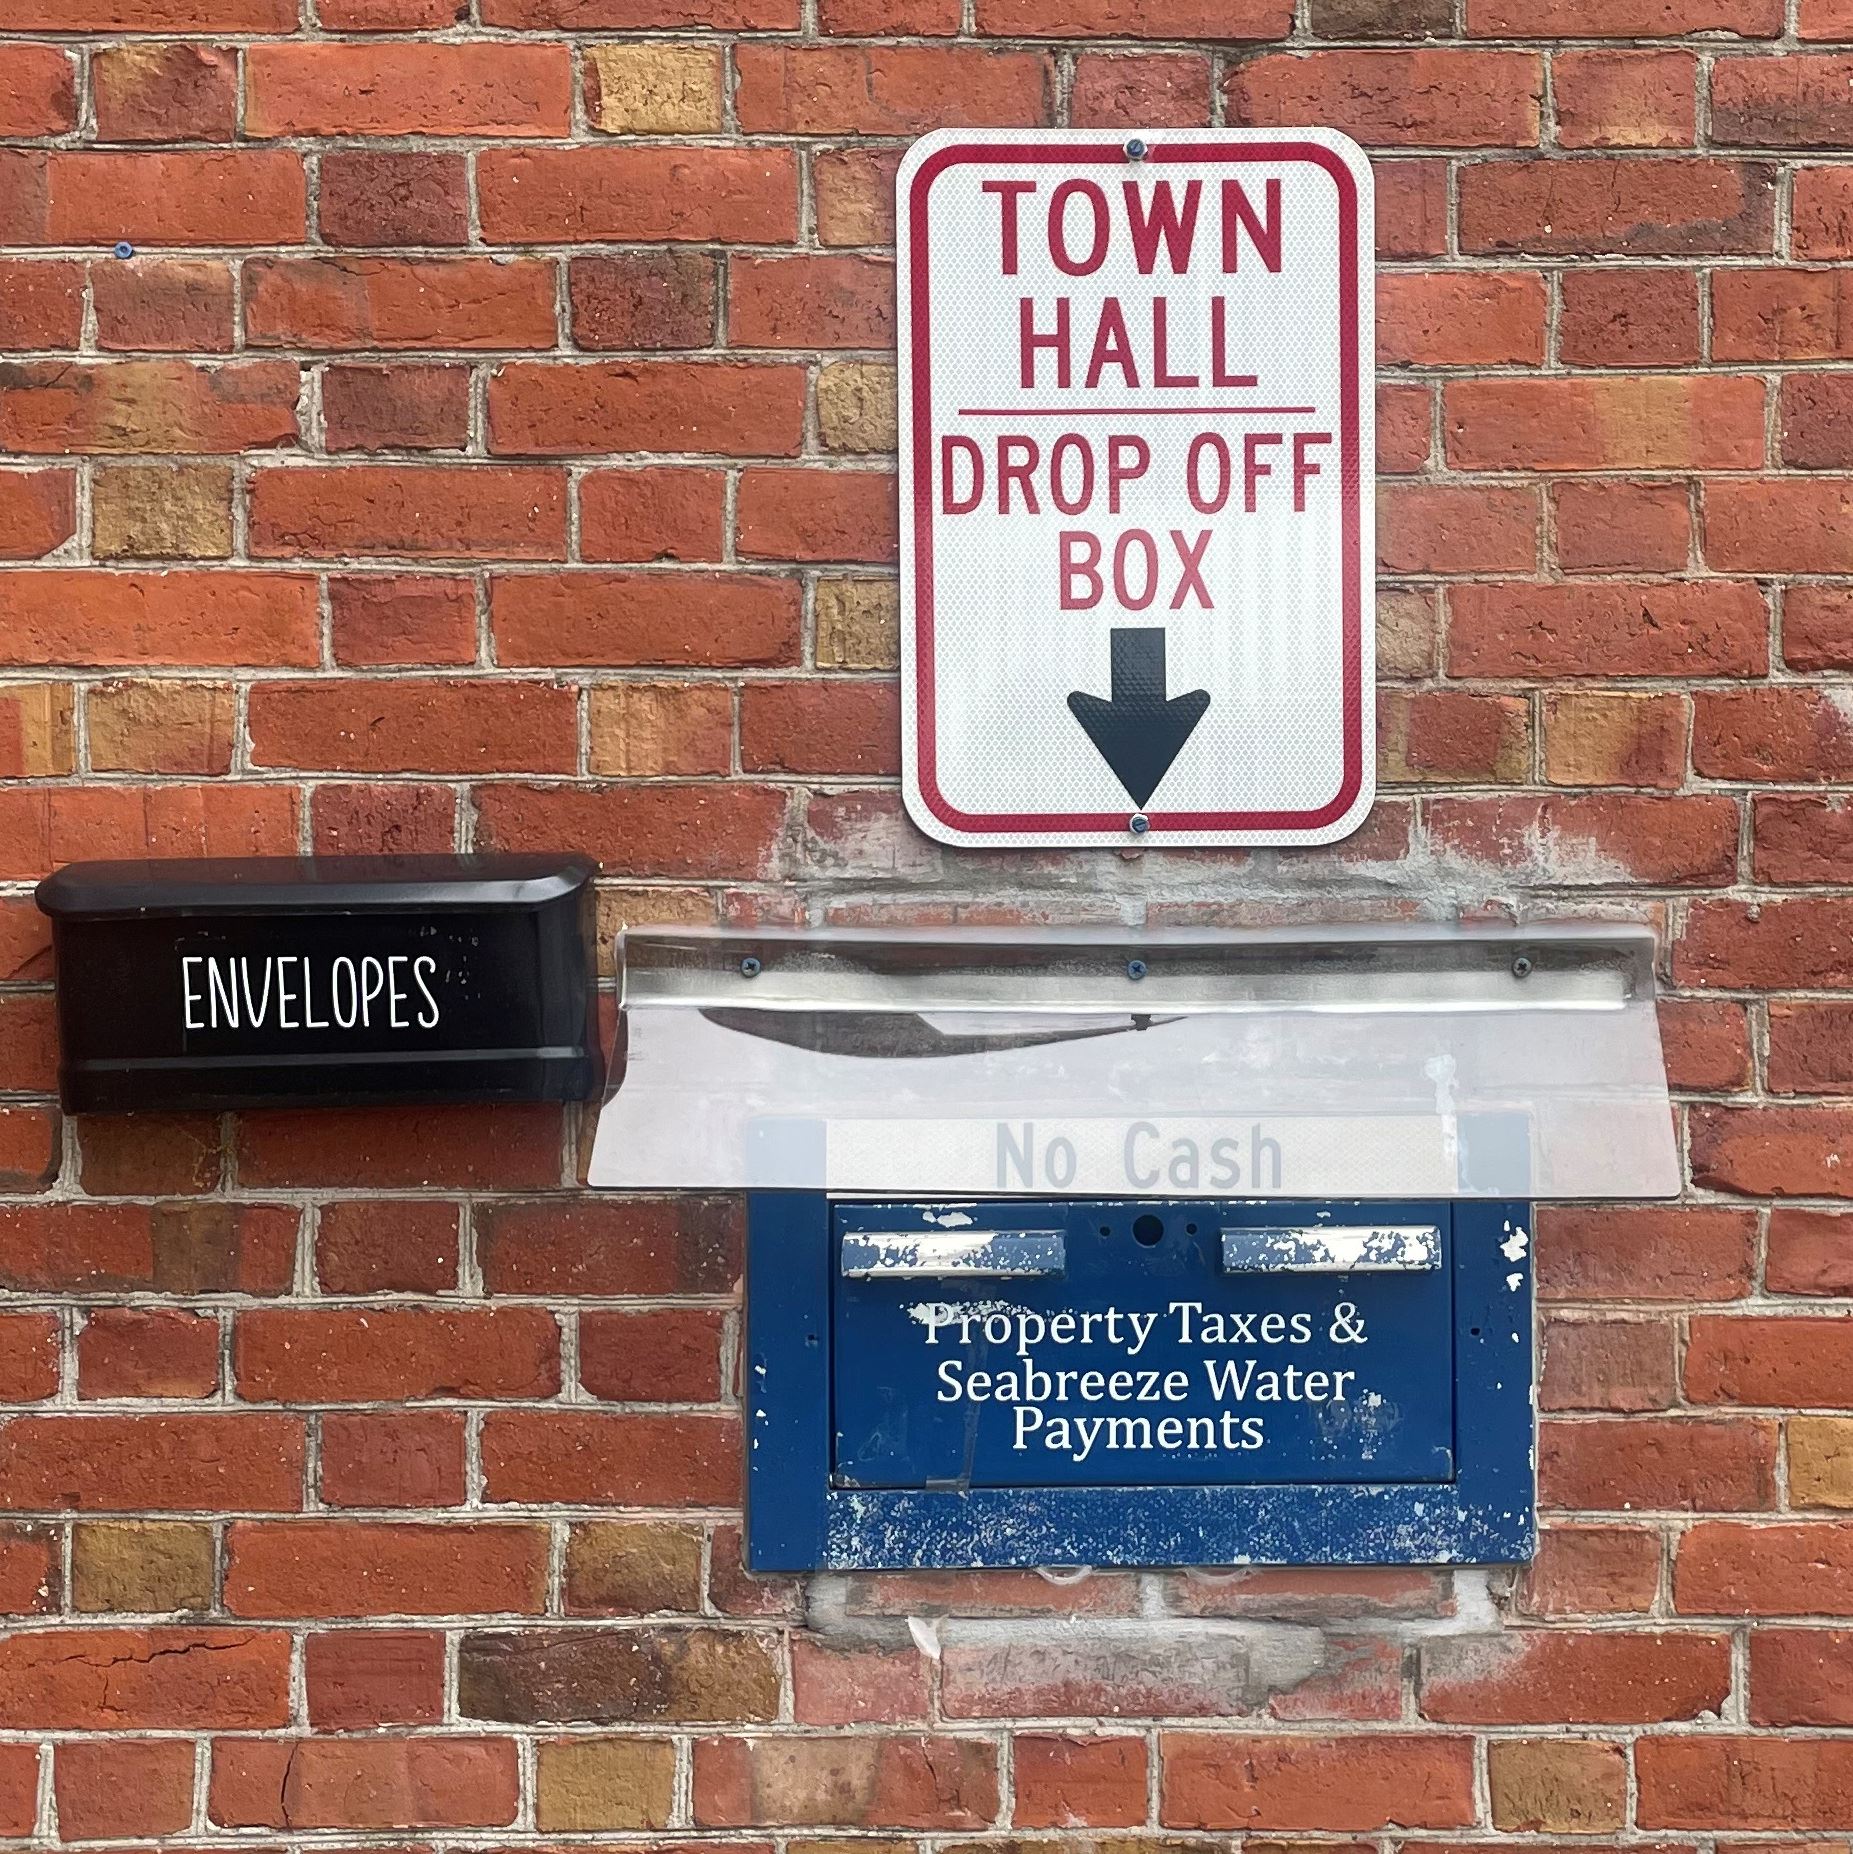 TOWN
HALL
DROP OFF
BOX
ENVELOPES
No Cash
Property Taxes &
Seabreeze Water
Payments